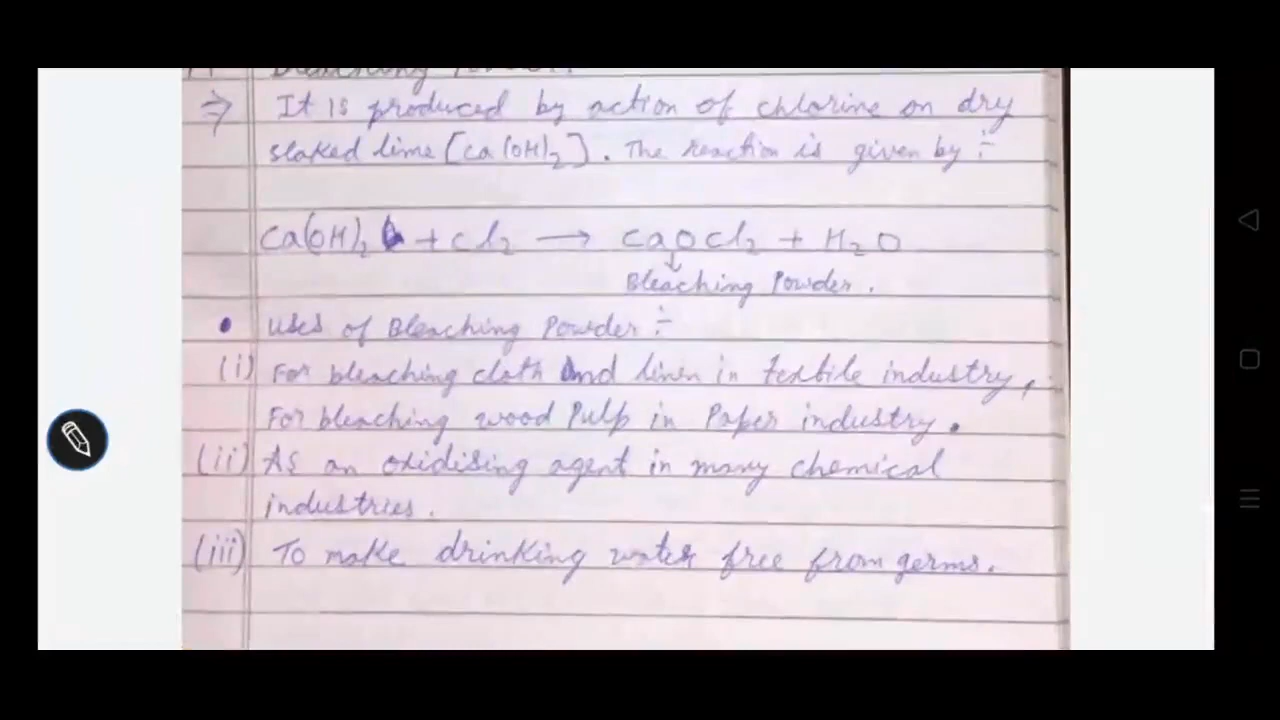 Bleaching Powder:
⇒ It is produced by action of chlorine on dry
slaked lime [Ca(OH)2]. The reaction is given by :-
Ca(OH)2 + Cl2 → CaOCl2 + H2O
↓
Bleaching Powder.
• Uses of Bleaching Powder :-
(i) For bleaching cloth and linen in textile industry,
For bleaching wood Pulp in Paper industry.
(ii) As an oxidising agent in many chemical
industries.
(iii) To make drinking water free from germs.